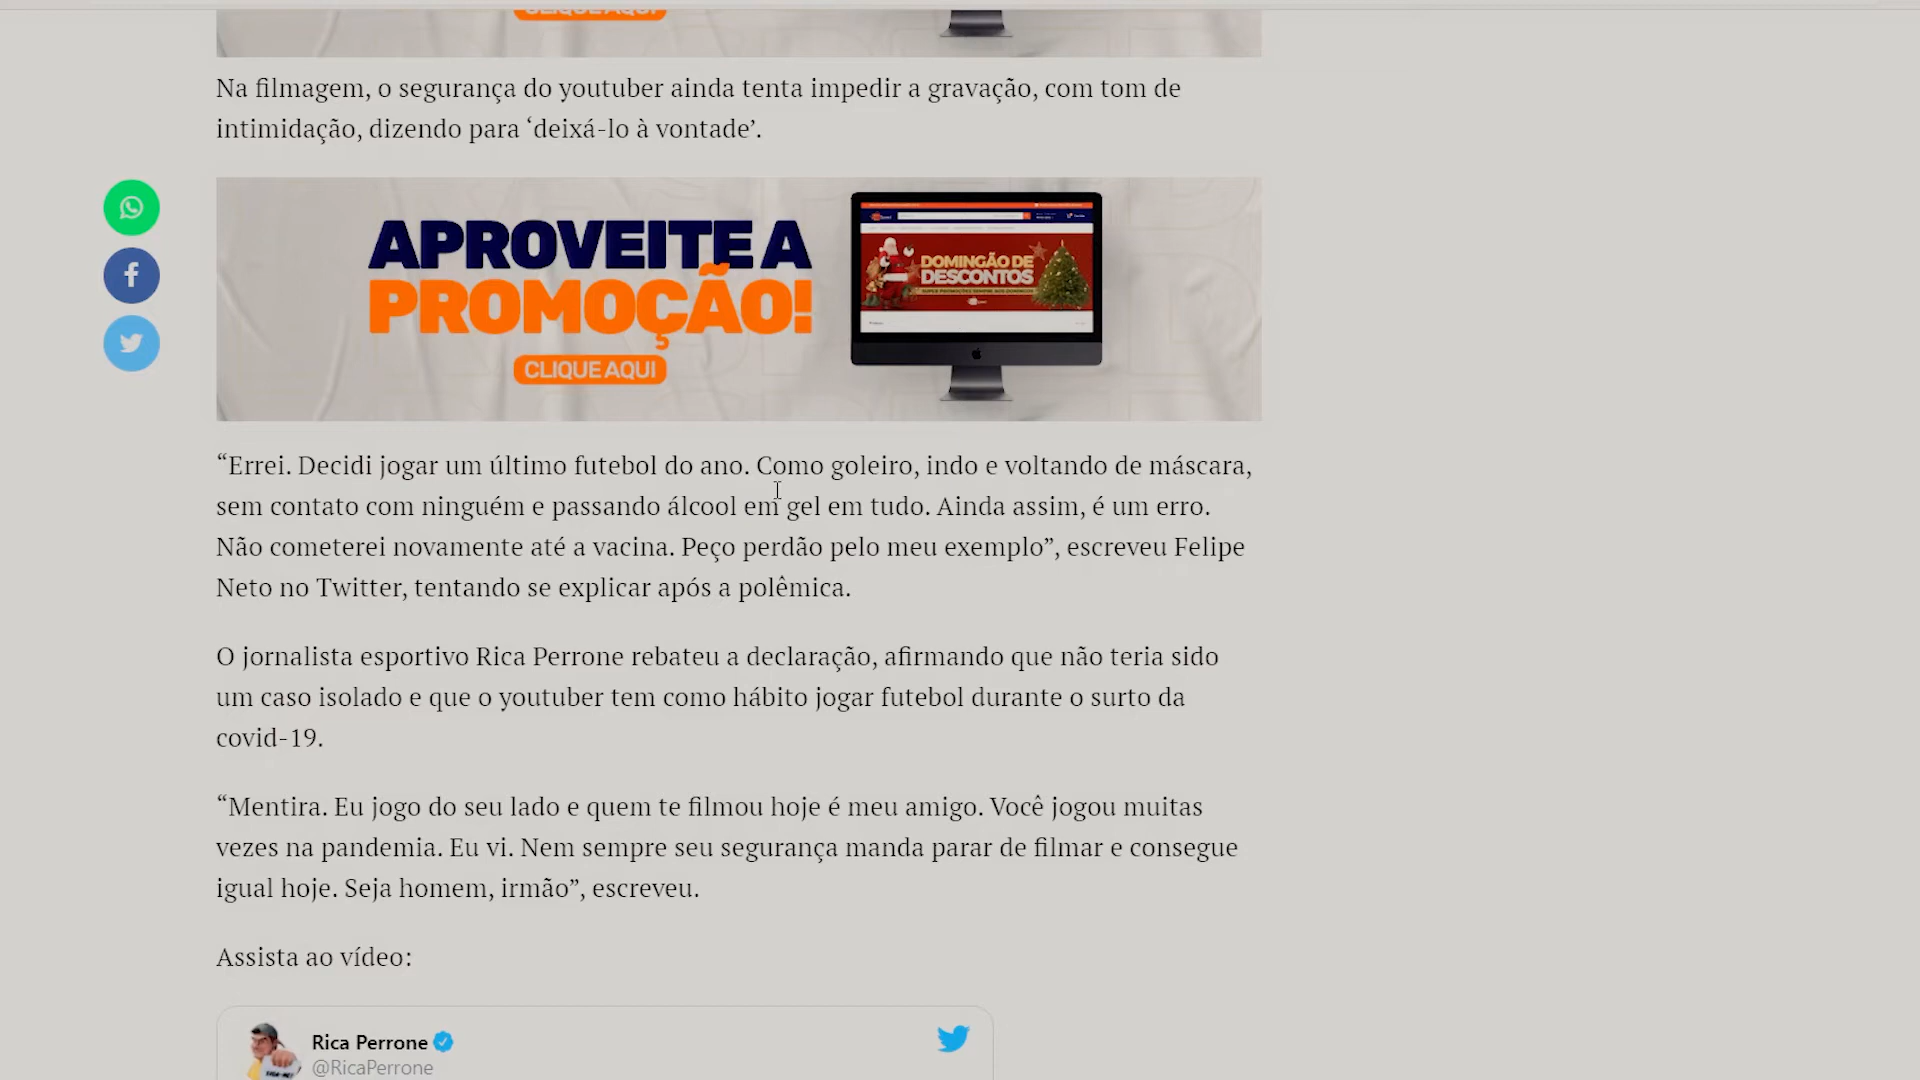 CLIQUE AQUI
Na filmagem, o segurança do youtuber ainda tenta impedir a gravação, com tom de
intimidação, dizendo para ‘deixá-lo à vontade’.
APROVEITE A
PROMOÇÃO!
CLIQUE AQUI
DOMINGÃO DE
DESCONTOS
“Errei. Decidi jogar um último futebol do ano. Como goleiro, indo e voltando de máscara,
sem contato com ninguém e passando álcool em gel em tudo. Ainda assim, é um erro.
Não cometerei novamente até a vacina. Peço perdão pelo meu exemplo”, escreveu Felipe
Neto no Twitter, tentando se explicar após a polêmica.
O jornalista esportivo Rica Perrone rebateu a declaração, afirmando que não teria sido
um caso isolado e que o youtuber tem como hábito jogar futebol durante o surto da
covid-19.
“Mentira. Eu jogo do seu lado e quem te filmou hoje é meu amigo. Você jogou muitas
vezes na pandemia. Eu vi. Nem sempre seu segurança manda parar de filmar e consegue
igual hoje. Seja homem, irmão”, escreveu.
Assista ao vídeo:
Rica Perrone
@RicaPerrone